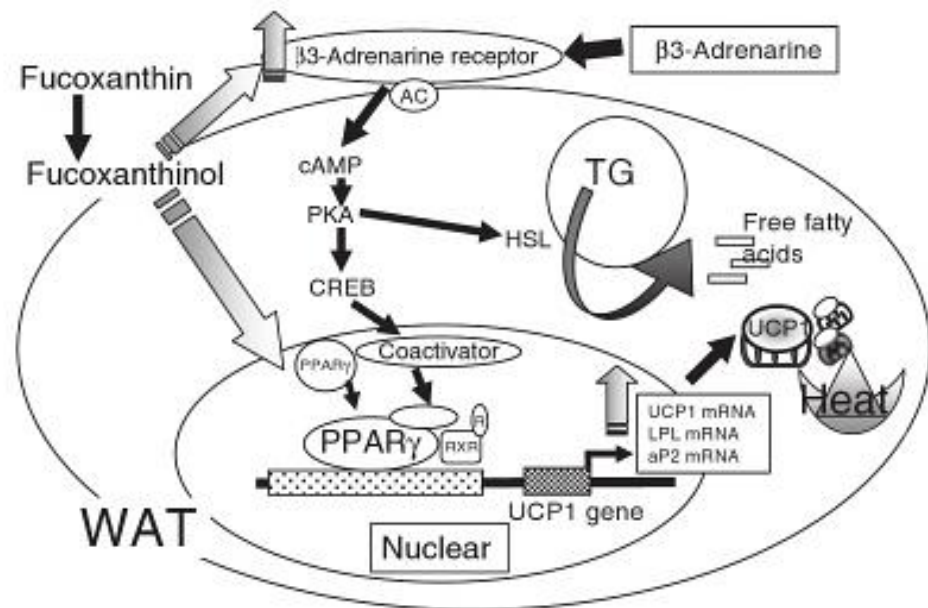 β3-Adrenarine receptor
β3-Adrenarine
Fucoxanthin
AC
Fucoxanthinol
cAMP
TG
PKA
HSL
Free fatty
acids
CREB
UCP1
PPARγ
Coactivator
Heat
UCP1 mRNA
LPL mRNA
aP2 mRNA
PPARγ
RXR
R
UCP1 gene
WAT
Nuclear